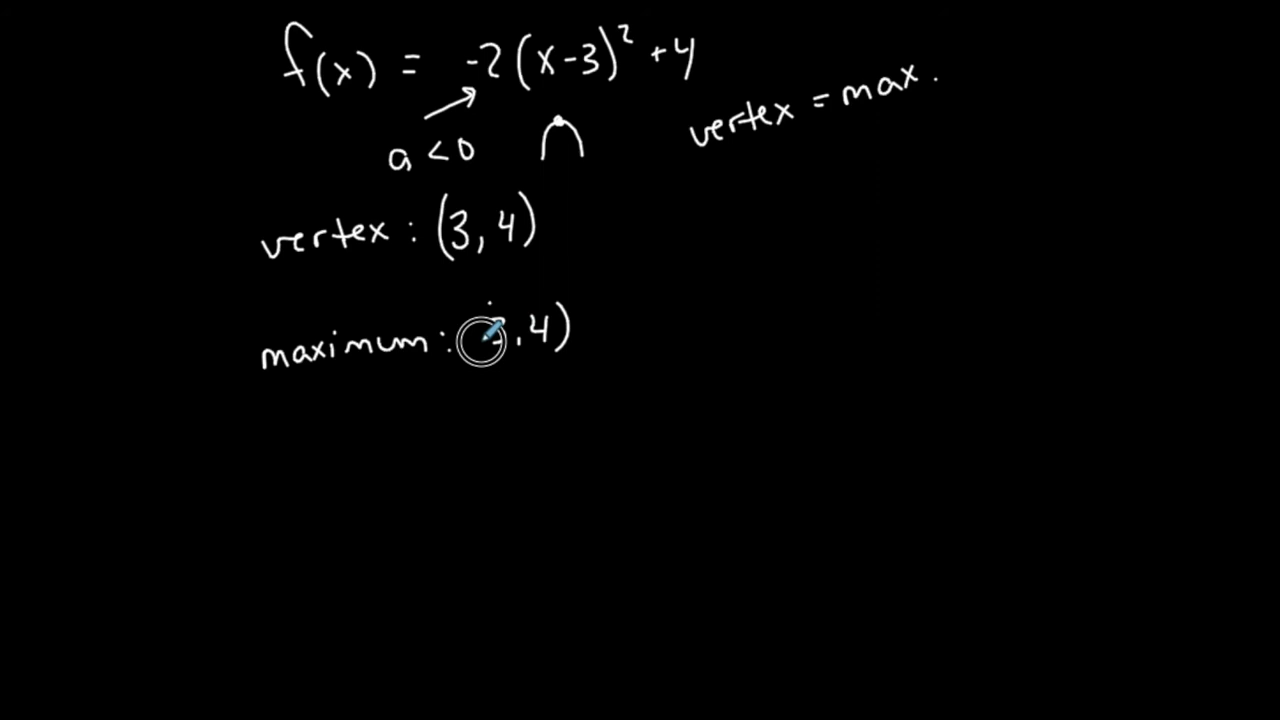 f(x) = -2(x-3)² +4
a <0
vertex = max.
vertex : (3, 4)
maximum : , 4)